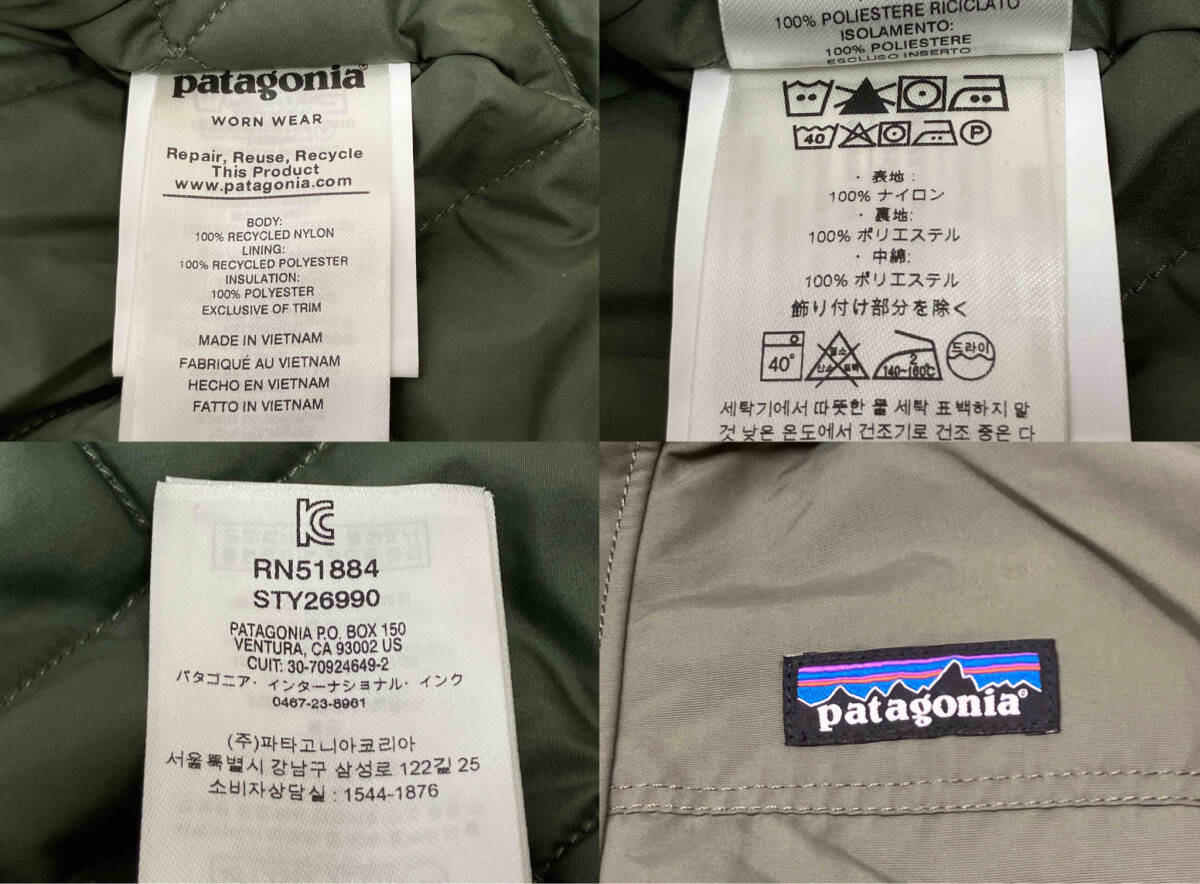 patagonia®
WORN WEAR
Repair, Reuse, Recycle
This Product
www.patagonia.com
BODY:
100% RECYCLED NYLON
LINING:
100% RECYCLED POLYESTER
INSULATION:
100% POLYESTER
EXCLUSIVE OF TRIM
MADE IN VIETNAM
FABRIQUÉ AU VIETNAM
HECHO EN VIETNAM
FATTO IN VIETNAM
100% POLIESTERE RICICLATO
ISOLAMENTO:
100% POLIESTERE
ESCLUSO INSERTO
40 P
・表地:
100% ナイロン
・裏地:
100% ポリエステル
・中綿:
100% ポリエステル
飾り付け部分を除く
40°
염소
산소 표백
2
140~160°C
드라이
세탁기에서 따뜻한 물 세탁 표백하지 말
것 낮은 온도에서 건조기로 건조 중은 다
RN51884
STY26990
PATAGONIA P.O. BOX 150
VENTURA, CA 93002 US
CUIT: 30-70924649-2
パタゴニア・インターナショナル・インク
0467-23-8961
(주)파타고니아코리아
서울특별시 강남구 삼성로 122길 25
소비자상담실 : 1544-1876
patagonia®